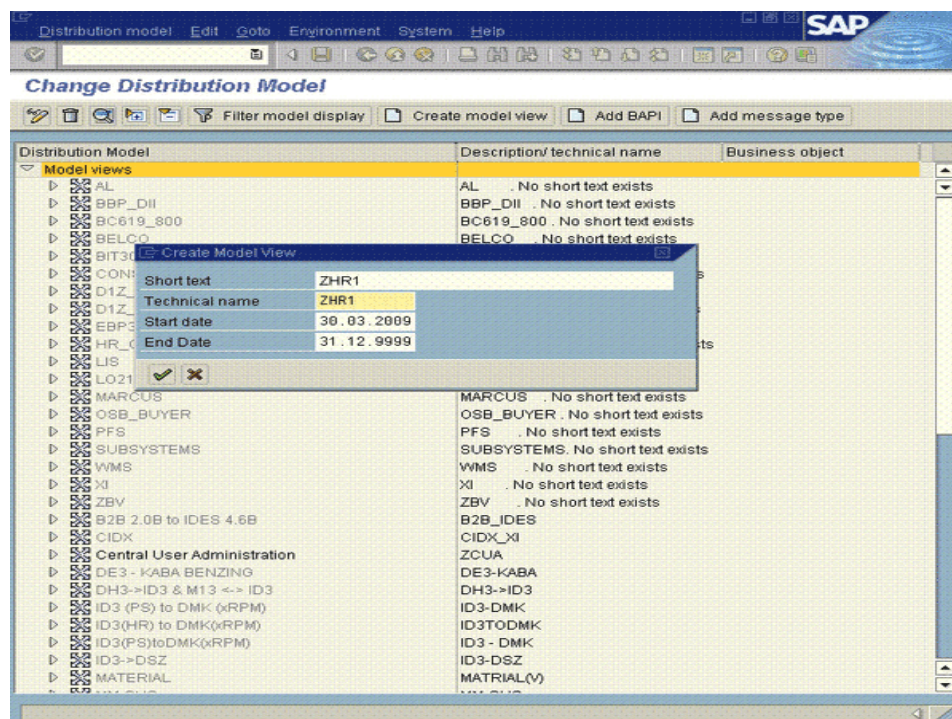 Distribution model Edit Goto Environment System Help
SAP
Change Distribution Model
Filter model display Create model view Add BAPI Add message type
Distribution Model Description/technical name Business object
Model views
AL AL . No short text exists
BBP_DII BBP_DII . No short text exists
BC619_800 BC619_800 . No short text exists
BELCO BELCO . No short text exists
BIT30
CONS
D1Z_
D1Z_
EBP3
HR_ ts
LIS
LO21
Create Model View
Short text ZHR1
Technical name ZHR1
Start date 30.03.2009
End Date 31.12.9999
MARCUS MARCUS . No short text exists
OSB_BUYER OSB_BUYER . No short text exists
PFS PFS . No short text exists
SUBSYSTEMS SUBSYSTEMS. No short text exists
WMS WMS . No short text exists
XI XI . No short text exists
ZBV ZBV . No short text exists
B2B 2.0B to IDES 4.6B B2B_IDES
CIDX CIDX_XI
Central User Administration ZCUA
DE3 - KABA BENZING DE3-KABA
DH3->ID3 & M13 <-> ID3 DH3->ID3
ID3 (PS) to DMK (xRPM) ID3-DMK
ID3(HR) to DMK(xRPM) ID3TODMK
ID3(PS)toDMK(xRPM) ID3 - DMK
ID3->DSZ ID3-DSZ
MATERIAL MATRIAL(V)